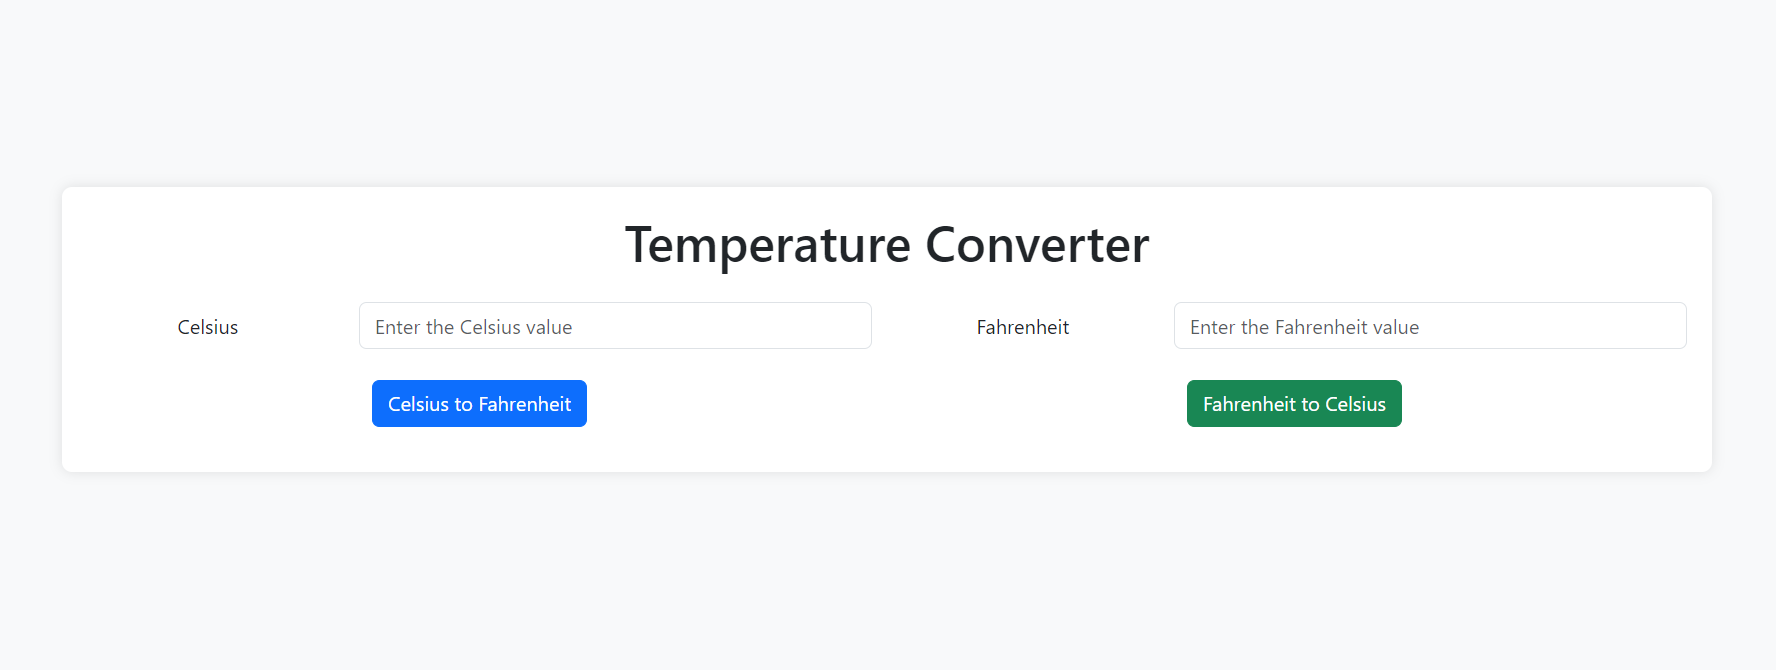 Temperature Converter
Celsius
Enter the Celsius value
Fahrenheit
Enter the Fahrenheit value
Celsius to Fahrenheit
Fahrenheit to Celsius